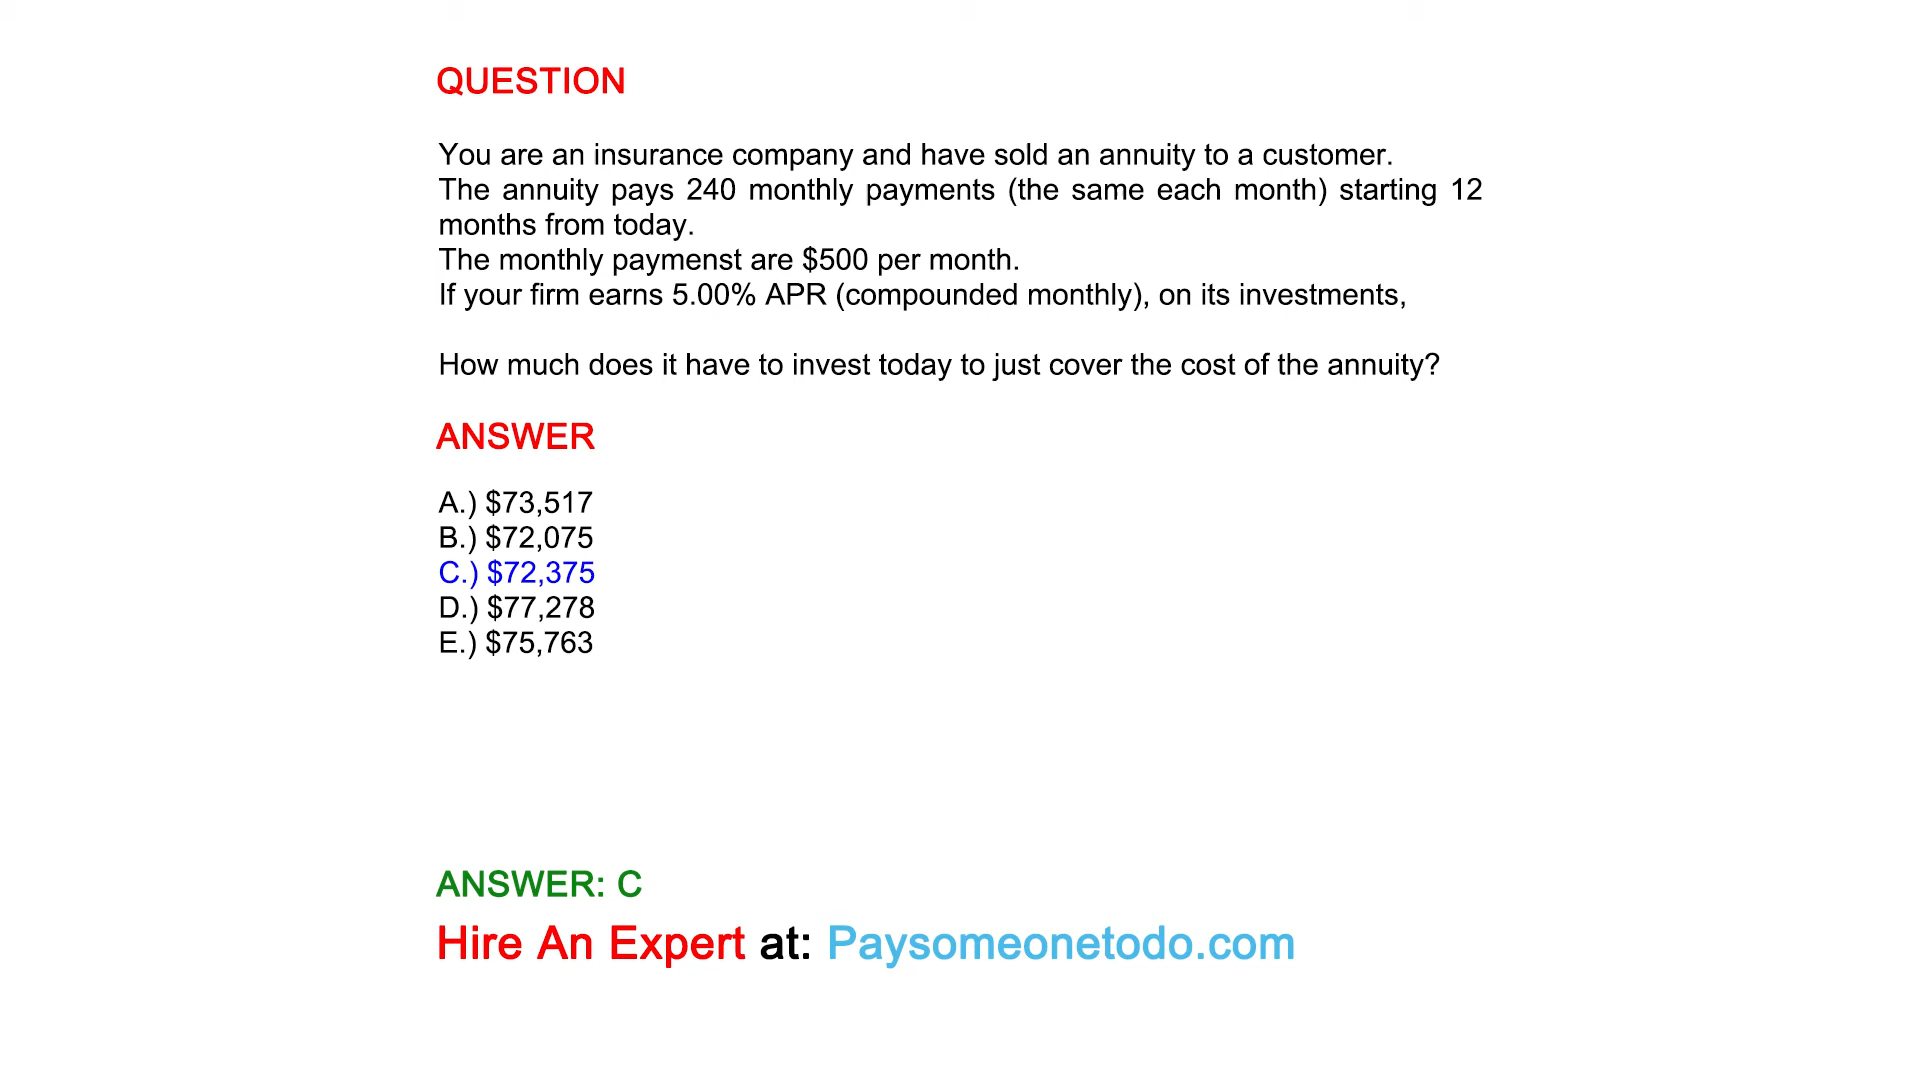 QUESTION
You are an insurance company and have sold an annuity to a customer.
The annuity pays 240 monthly payments (the same each month) starting 12
months from today.
The monthly paymenst are $500 per month.
If your firm earns 5.00% APR (compounded monthly), on its investments,
How much does it have to invest today to just cover the cost of the annuity?
ANSWER
A.) $73,517
B.) $72,075
C.) $72,375
D.) $77,278
E.) $75,763
ANSWER: C
Hire An Expert at: Paysomeonetodo.com